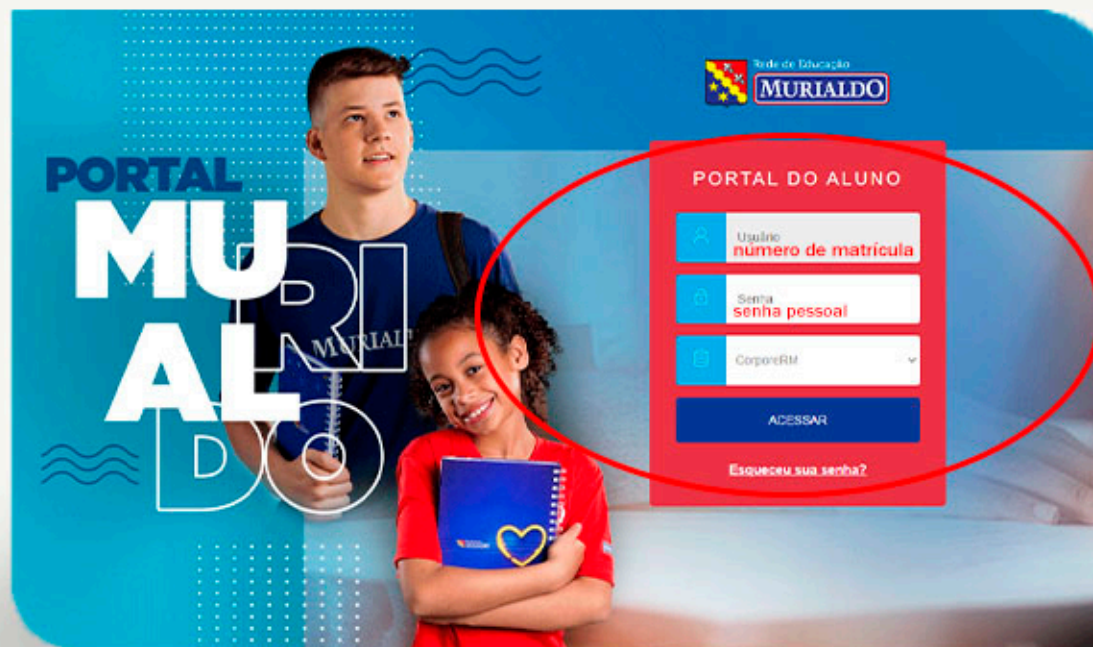 PORTAL
MU
RI
AL
DO
MURIAL
Rede de Educação
MURIALDO
PORTAL DO ALUNO
Usuário
número de matrícula
Senha
senha pessoal
CorporeRM
ACESSAR
Esqueceu sua senha?